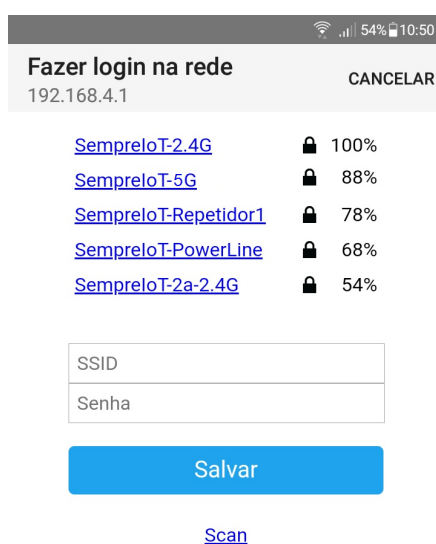 54% 10:50
Fazer login na rede
CANCELAR
192.168.4.1
SempreIoT-2.4G 100%
SempreIoT-5G 88%
SempreIoT-Repetidor1 78%
SempreIoT-PowerLine 68%
SempreIoT-2a-2.4G 54%
SSID
Senha
Salvar
Scan